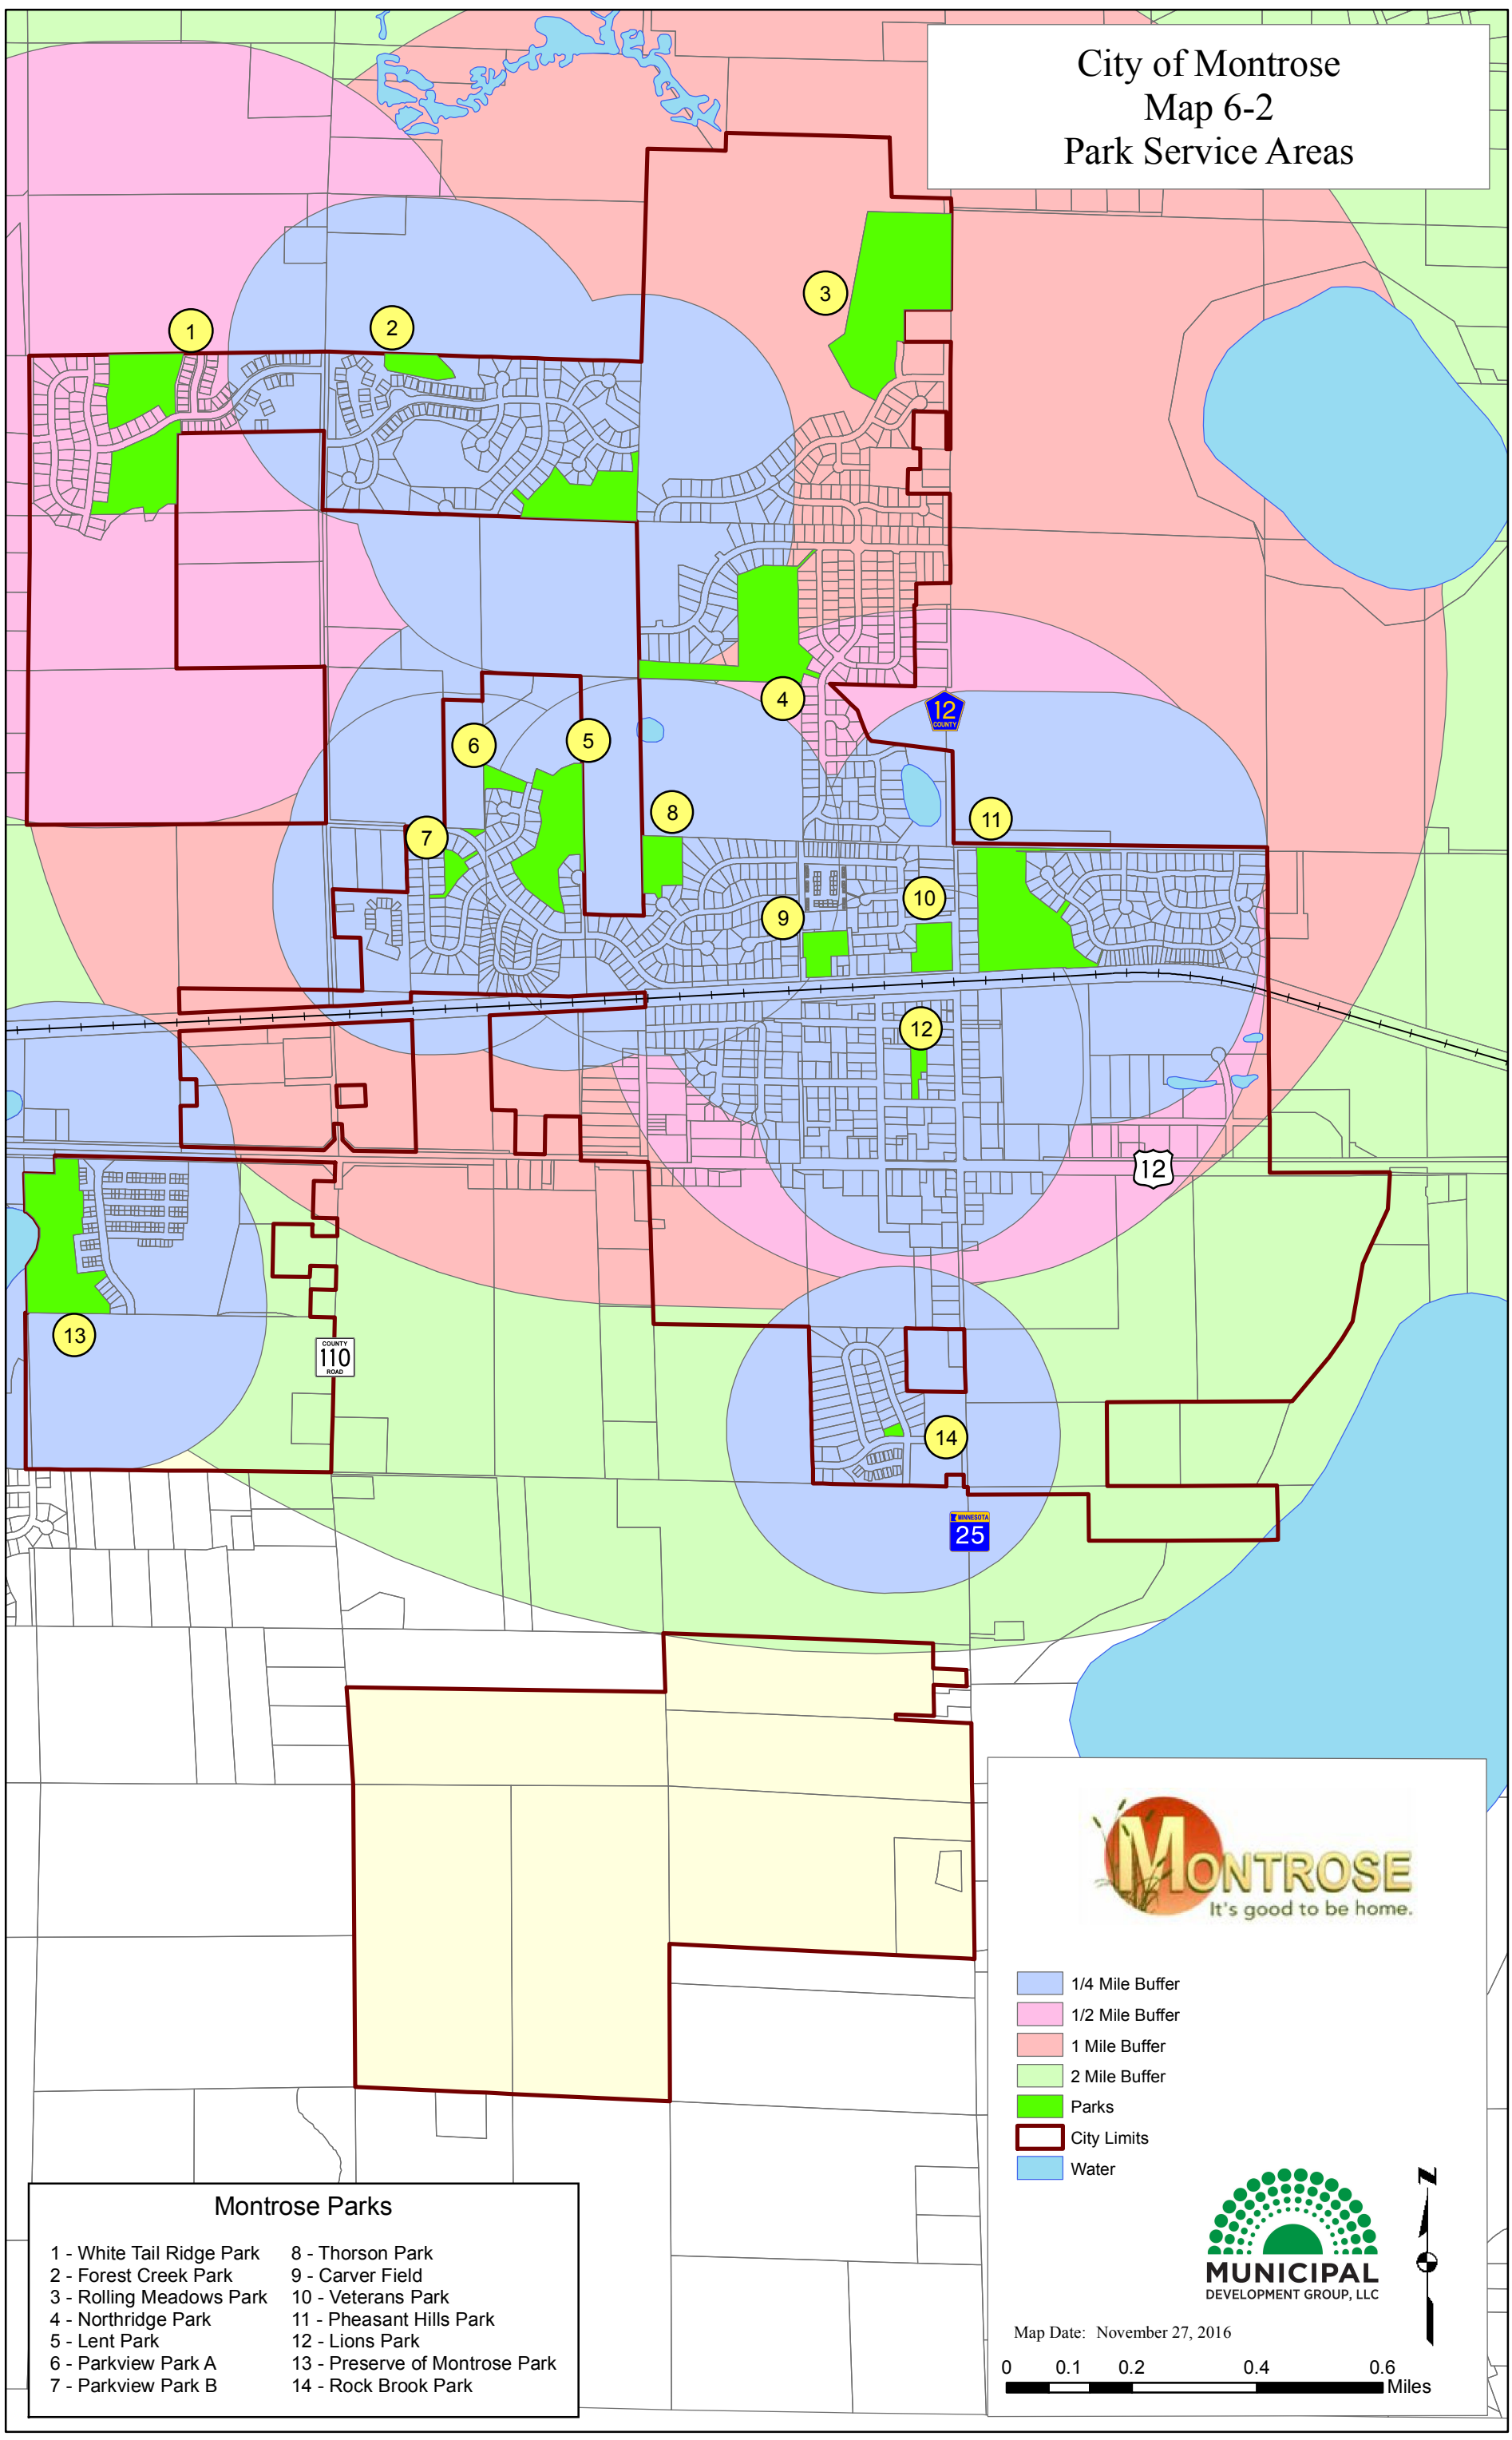 City of Montrose
Map 6-2
Park Service Areas
3
1
2
4
12
COUNTY
6
5
8
11
7
10
9
12
12
13
COUNTY
110
ROAD
14
MINNESOTA
25
MONTROSE
It's good to be home.
1/4 Mile Buffer
1/2 Mile Buffer
1 Mile Buffer
2 Mile Buffer
Parks
City Limits
Water
N
MUNICIPAL
DEVELOPMENT GROUP, LLC
Map Date: November 27, 2016
0 0.1 0.2 0.4 0.6
Miles
Montrose Parks
1 - White Tail Ridge Park
2 - Forest Creek Park
3 - Rolling Meadows Park
4 - Northridge Park
5 - Lent Park
6 - Parkview Park A
7 - Parkview Park B
8 - Thorson Park
9 - Carver Field
10 - Veterans Park
11 - Pheasant Hills Park
12 - Lions Park
13 - Preserve of Montrose Park
14 - Rock Brook Park